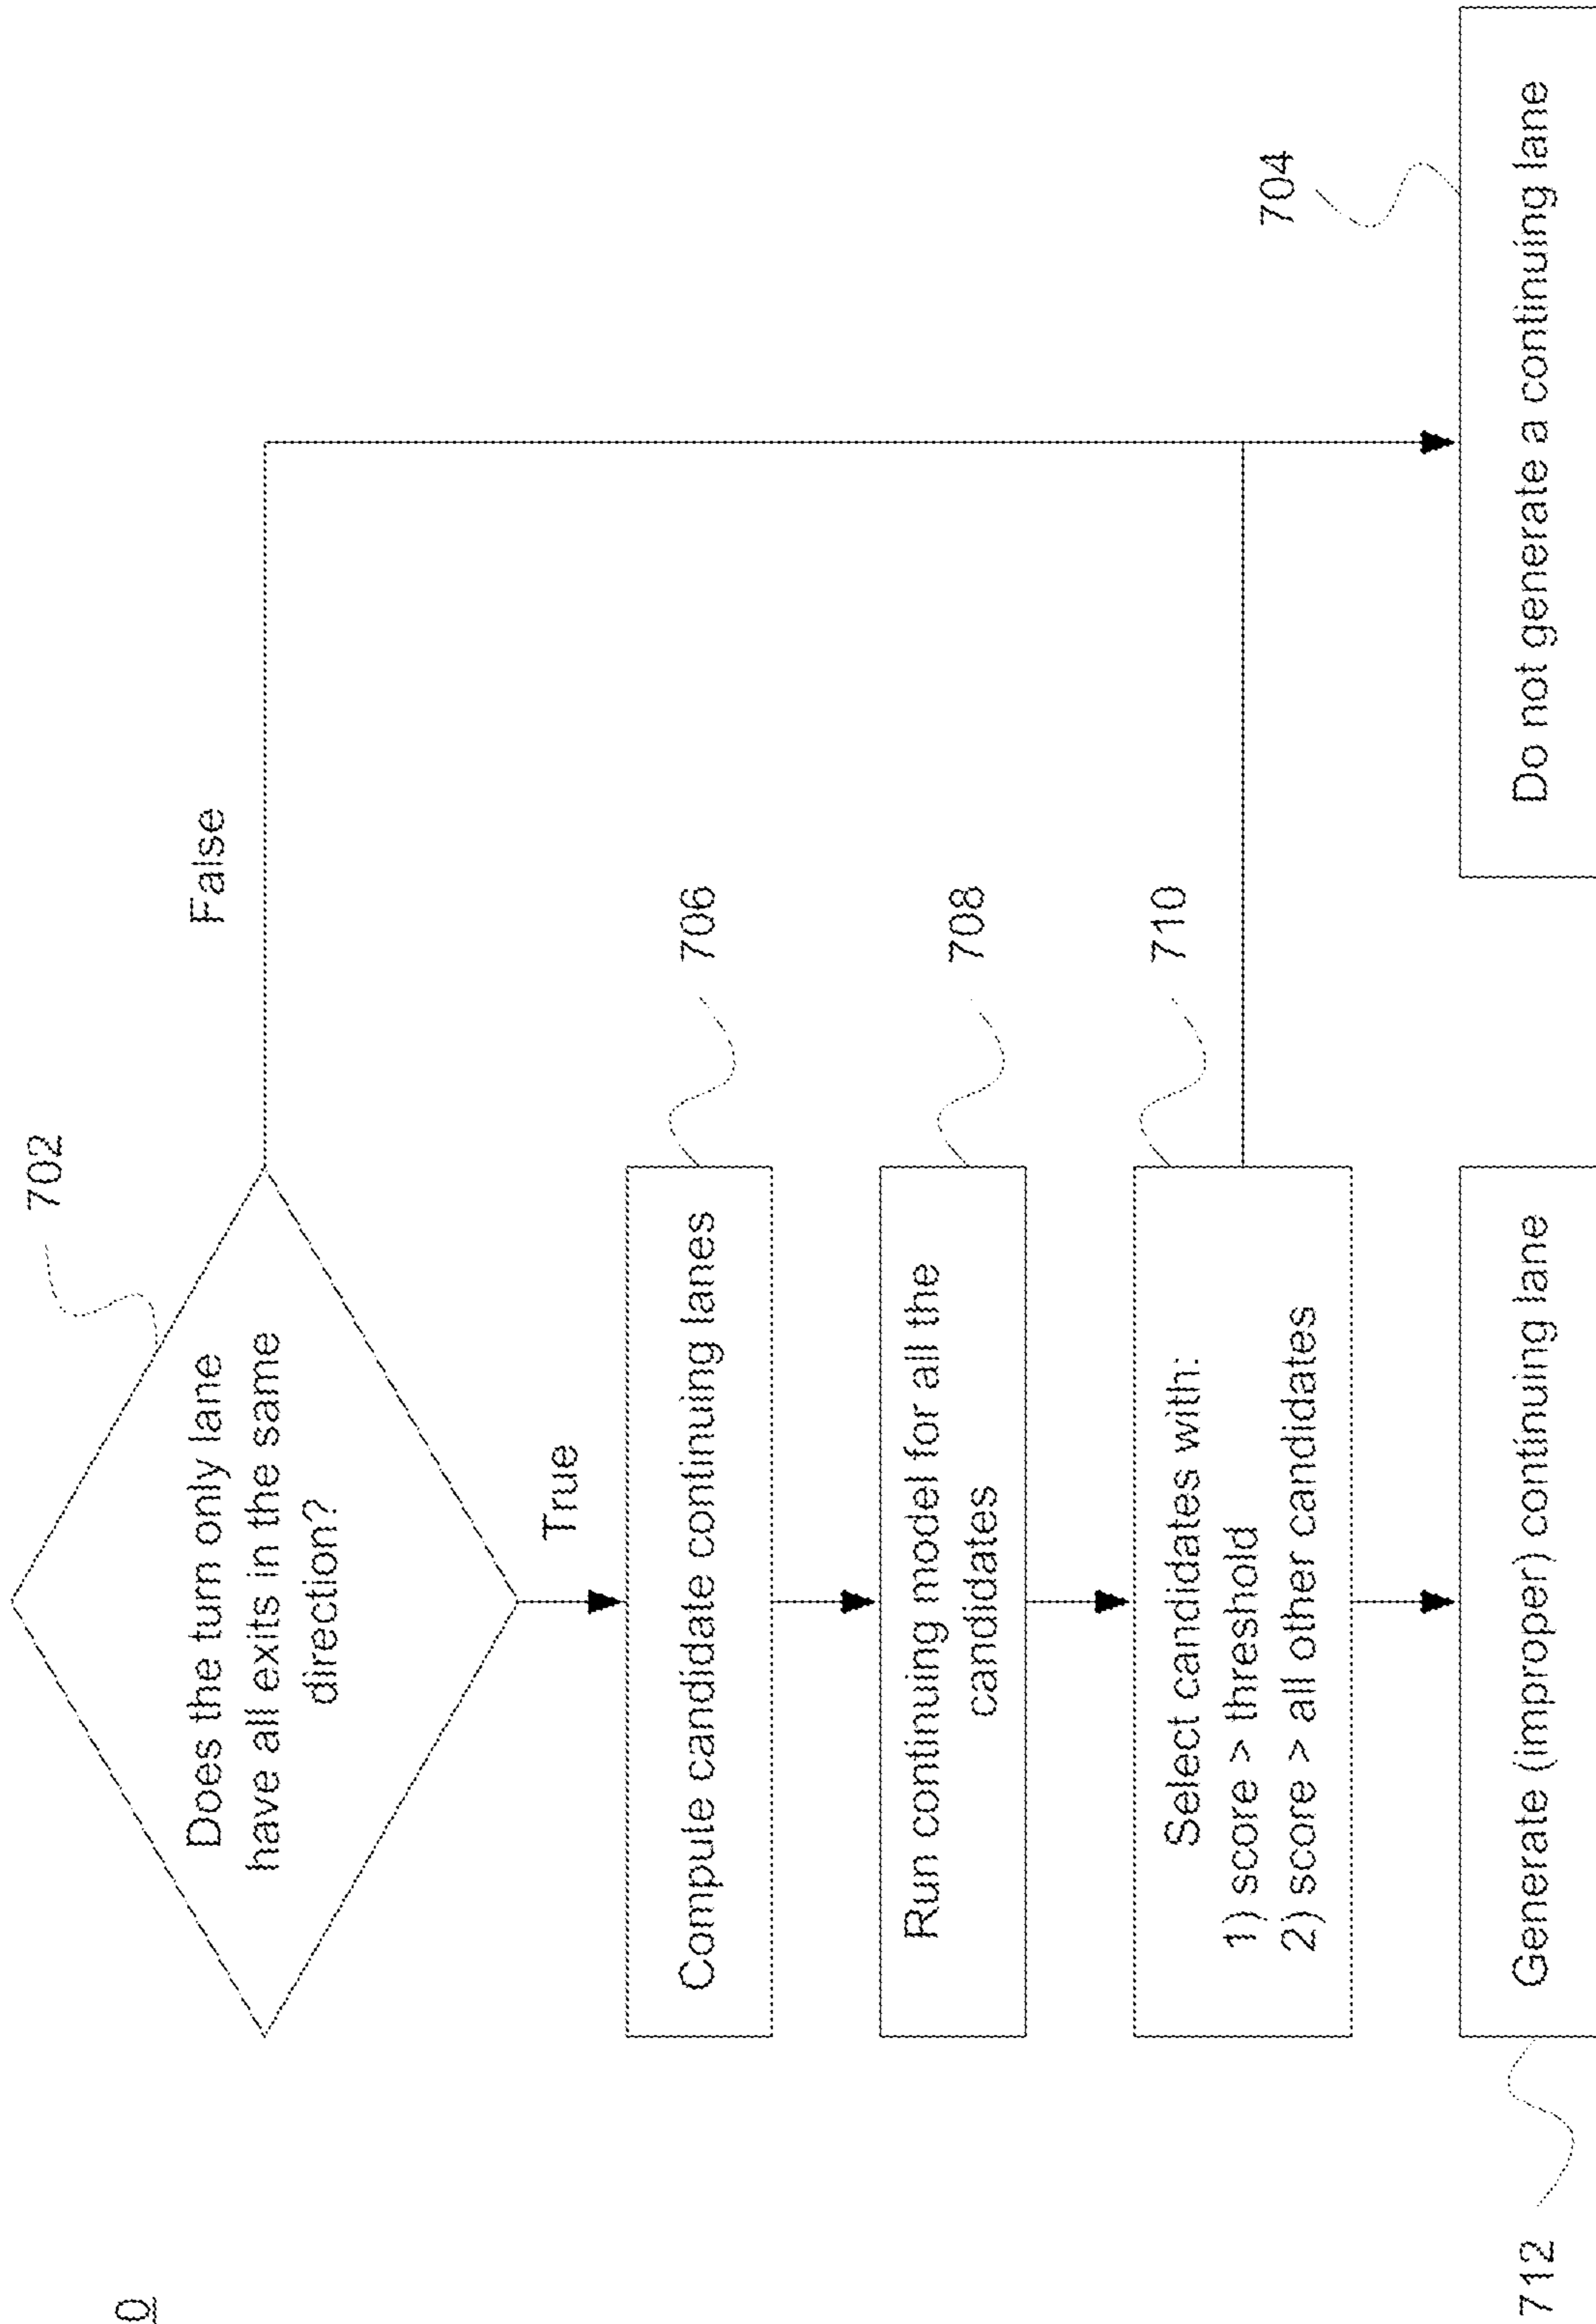 702
Does the turn only lane
have all exits in the same
direction?
False
True
Compute candidate continuing lanes
706
Run continuing model for all the
candidates
708
Select candidates with:
1) score > threshold
2) score > all other candidates
710
Generate (improper) continuing lane
712
Do not generate a continuing lane
704
0